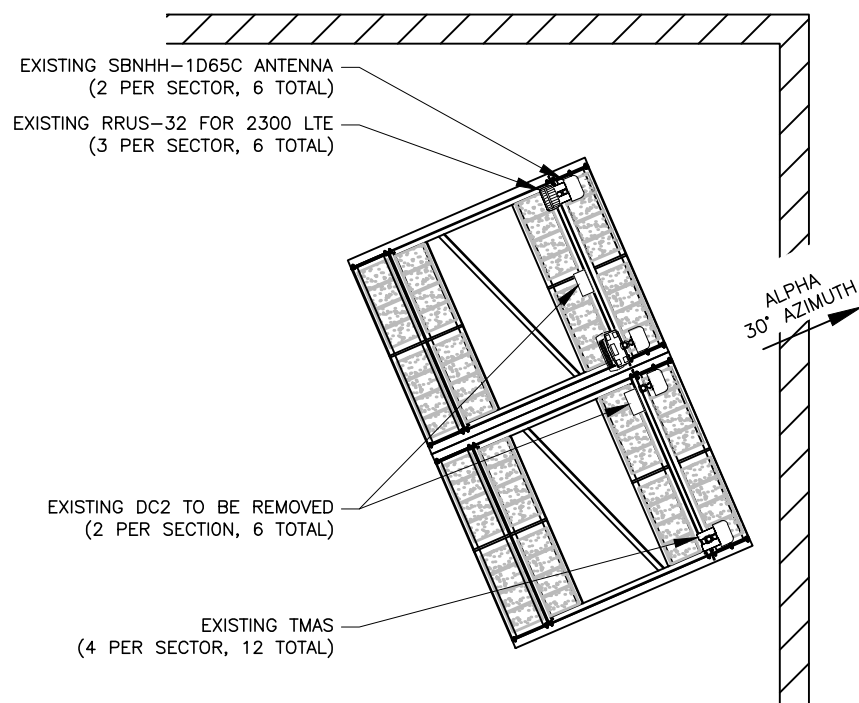 EXISTING SBNHH-1D65C ANTENNA
(2 PER SECTOR, 6 TOTAL)
EXISTING RRUS-32 FOR 2300 LTE
(3 PER SECTOR, 6 TOTAL)
ALPHA
30° AZIMUTH
EXISTING DC2 TO BE REMOVED
(2 PER SECTION, 6 TOTAL)
EXISTING TMAS
(4 PER SECTOR, 12 TOTAL)